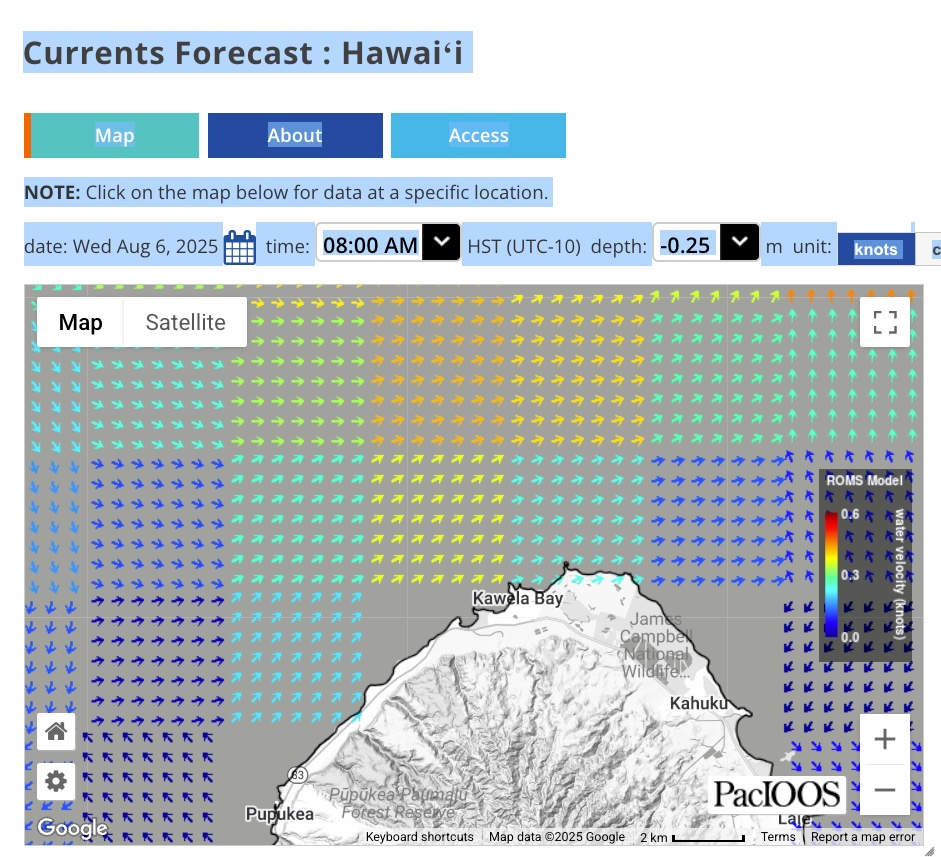 Currents Forecast : Hawaiʻi
Map About Access
NOTE: Click on the map below for data at a specific location.
date: Wed Aug 6, 2025 time: 08:00 AM HST (UTC-10) depth: -0.25 m unit: knots c
Map Satellite
ROMS Model
0.6
0.3
0.0
water velocity (knots)
Kawela Bay
James
Campbell
National
Wildlife...
Kahuku
83
Pūpūkea Paumalū
Forest Reserve
Pupukea
PacIOOS
Laie
Google
Keyboard shortcuts Map data ©2025 Google 2 km Terms Report a map error